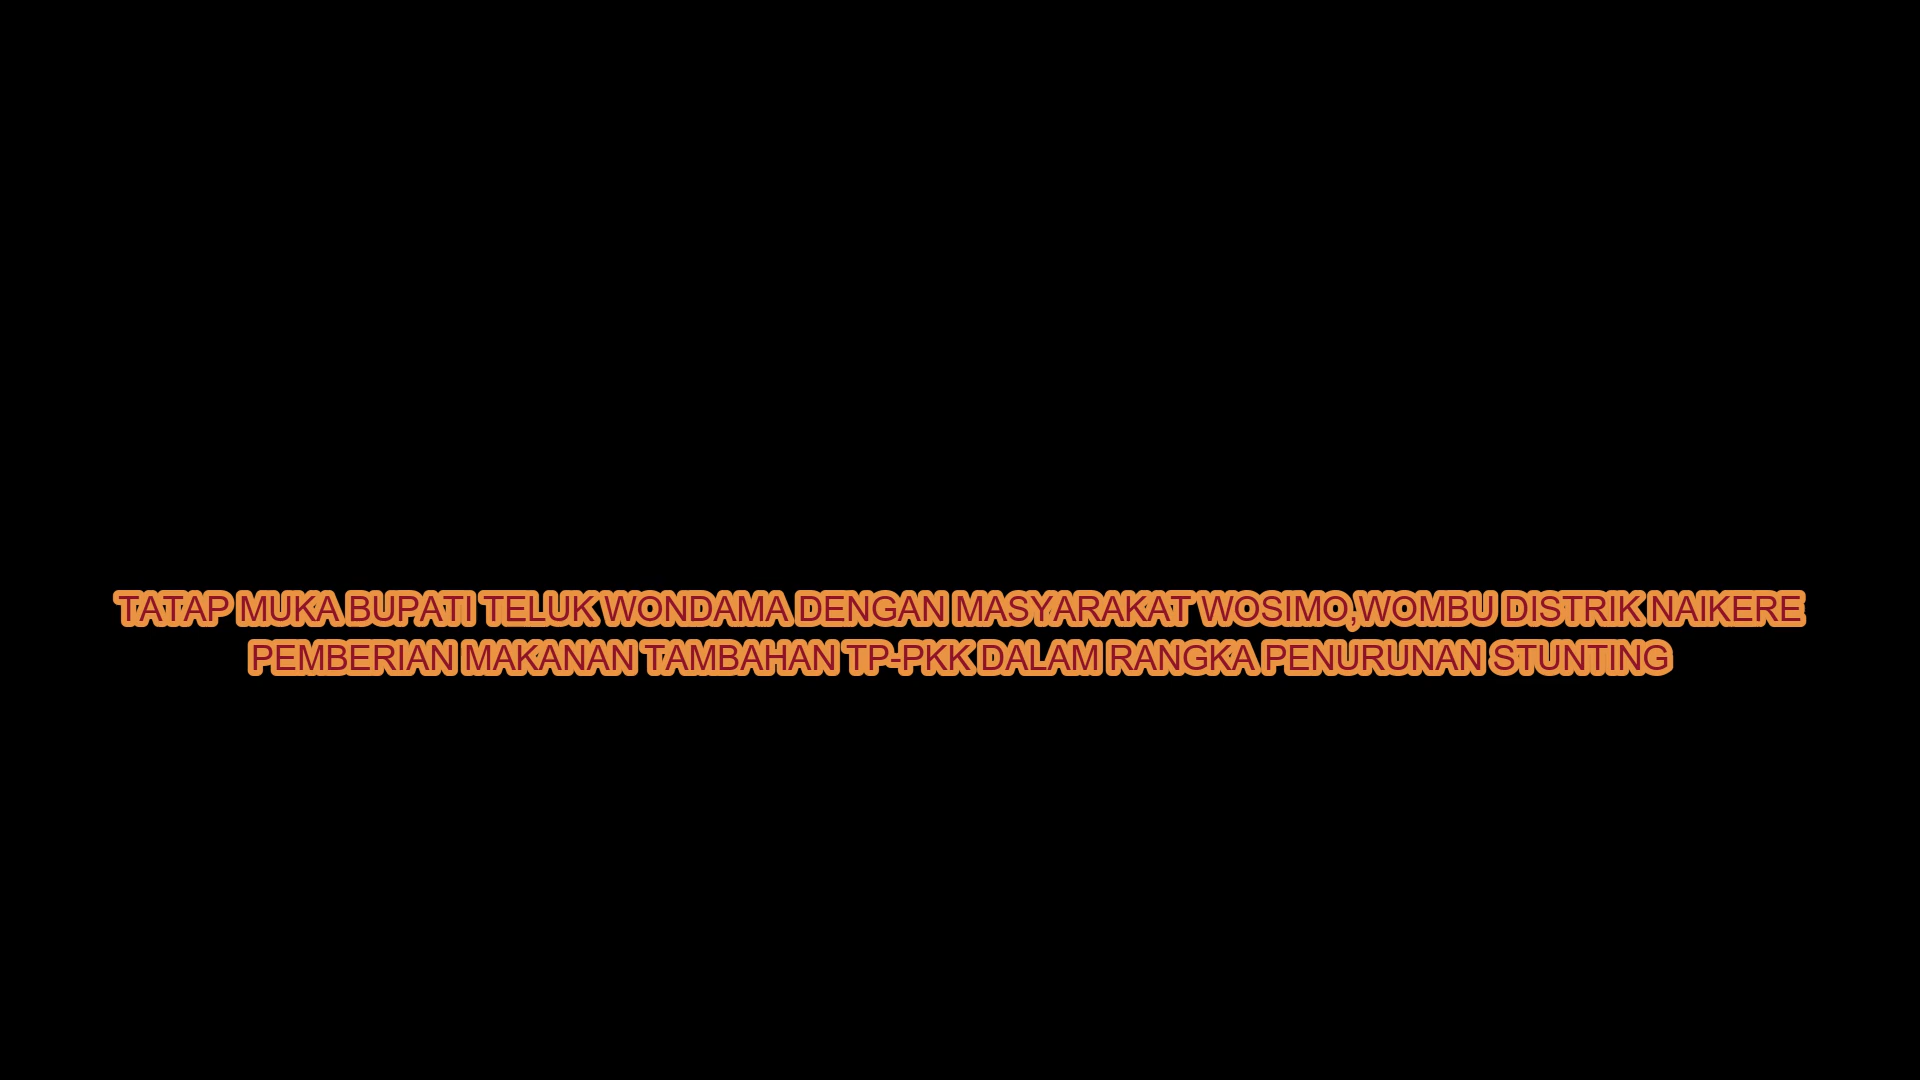 TATAP MUKA BUPATI TELUK WONDAMA DENGAN MASYARAKAT WOSIMO,WOMBU DISTRIK NAIKERE
PEMBERIAN MAKANAN TAMBAHAN TP-PKK DALAM RANGKA PENURUNAN STUNTING